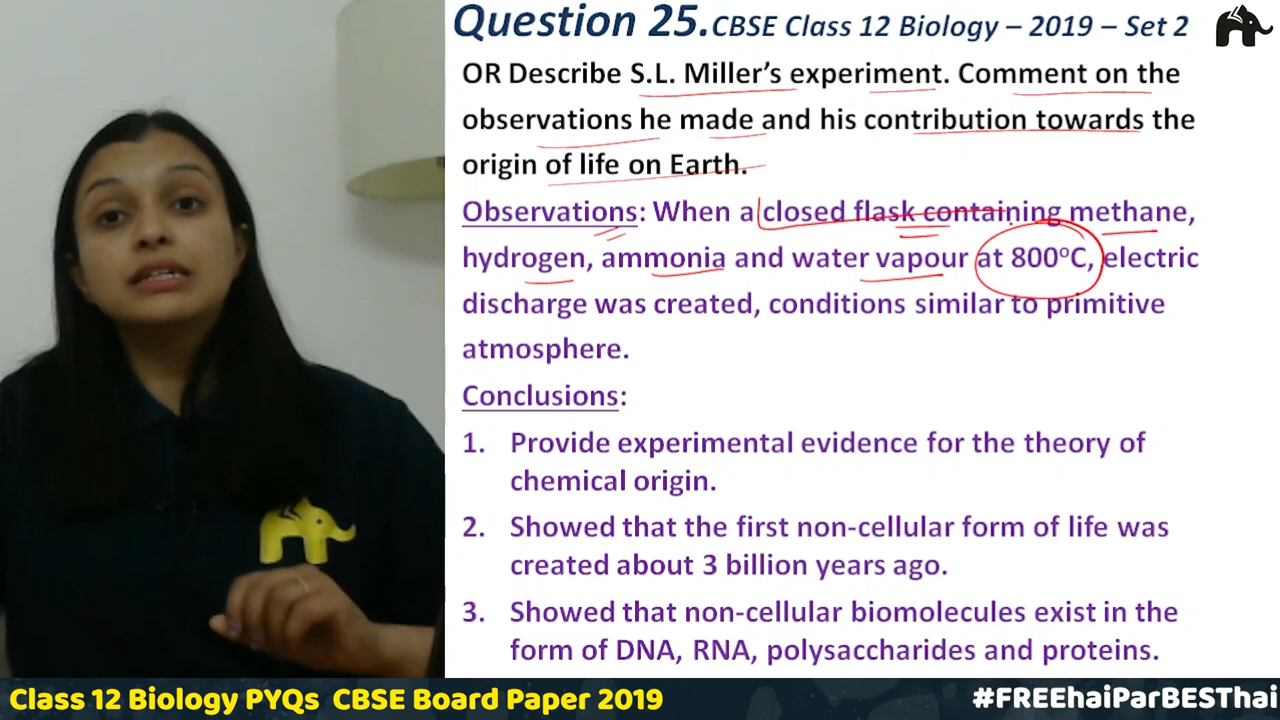 Question 25. CBSE Class 12 Biology – 2019 – Set 2
OR Describe S.L. Miller's experiment. Comment on the
observations he made and his contribution towards the
origin of life on Earth.
Observations: When a closed flask containing methane,
hydrogen, ammonia and water vapour at 800°C, electric
discharge was created, conditions similar to primitive
atmosphere.
Conclusions:
1. Provide experimental evidence for the theory of
chemical origin.
2. Showed that the first non-cellular form of life was
created about 3 billion years ago.
3. Showed that non-cellular biomolecules exist in the
form of DNA, RNA, polysaccharides and proteins.
Class 12 Biology PYQs CBSE Board Paper 2019
#FREEhaiParBESThai